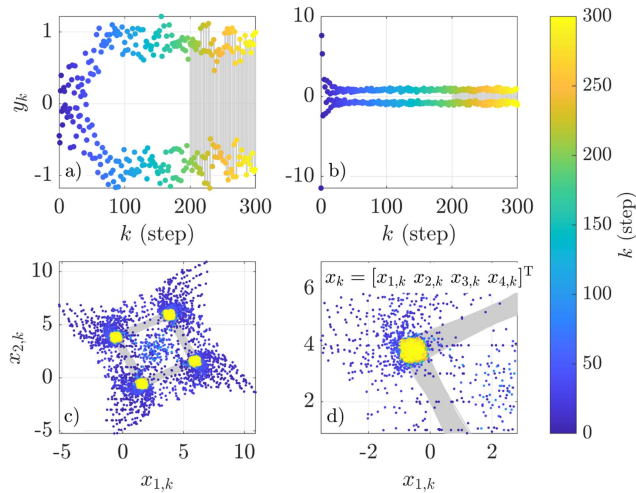 1
0
-1
y_k
a)
0
100
200
300
k (step)
10
0
-10
b)
0
100
200
300
k (step)
300
250
200
150
100
50
0
k (step)
10
5
0
-5
x_{2,k}
c)
-5
0
5
10
x_{1,k}
x_k = [x_{1,k} x_{2,k} x_{3,k} x_{4,k}]^T
6
4
2
d)
-2
0
2
x_{1,k}